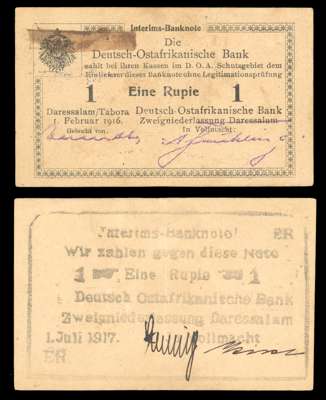 Interims-Banknote
Die
Deutsch-Ostafrikanische Bank
zahlt bei ihren Kassen im D. O. A. Schutzgebiet dem
Einlieferer dieses Banknote ohne Legitimationsprüfung
1 Eine Rupie 1
Daressalam/Tabora Deutsch-Ostafrikanische Bank
1. Februar 1916. Zweigniederlassung Daressalam
Gebucht von: In Vollmacht:
Interims-Banknote!
ER
Wir zahlen gegen diese Note
1 Eine Rupie 1
Deutsch Ostafrikanische Bank
Zweigniederlassung Daressalam
1. Juli 1917. Vollmacht
ER